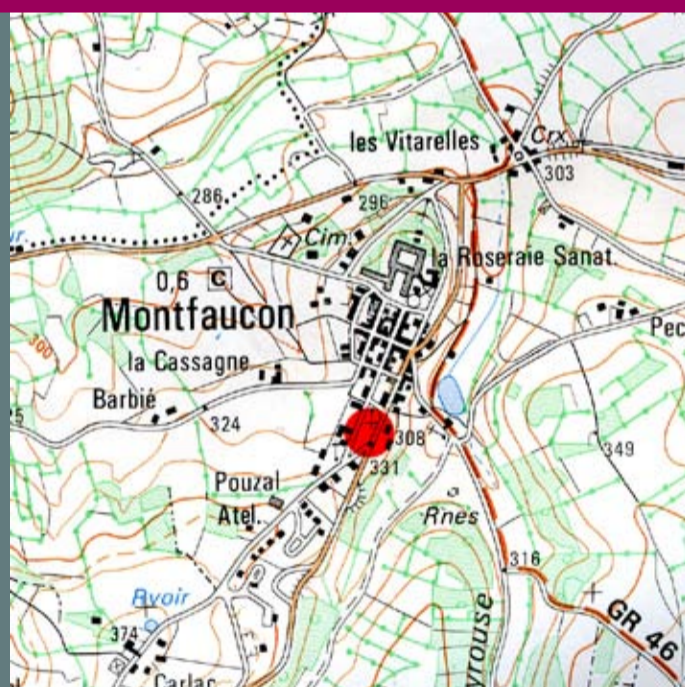 les Vitarelles
Crx
303
286
296
Cim.
la Roseraie Sanat.
0,6 C
Montfaucon
Pec
300
la Cassagne
Barbié
324
308
349
331
Pouzal
Atel.
Rnes
316
Rvoir
GR 46
374
Carlac